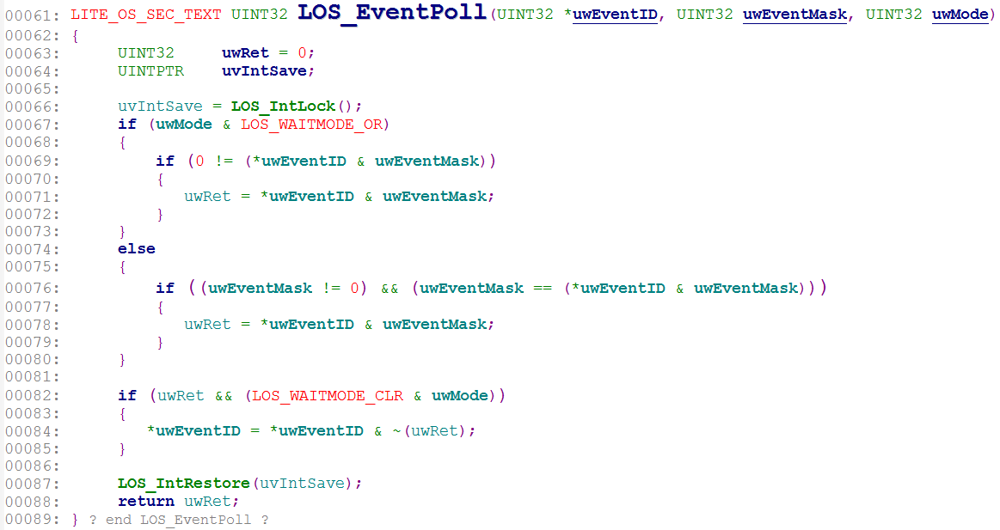 00061: LITE_OS_SEC_TEXT UINT32 LOS_EventPoll(UINT32 *uwEventID, UINT32 uwEventMask, UINT32 uwMode)
00062: {
00063:     UINT32     uwRet = 0;
00064:     UINTPTR    uvIntSave;
00065:
00066:     uvIntSave = LOS_IntLock();
00067:     if (uwMode & LOS_WAITMODE_OR)
00068:     {
00069:         if (0 != (*uwEventID & uwEventMask))
00070:         {
00071:            uwRet = *uwEventID & uwEventMask;
00072:         }
00073:     }
00074:     else
00075:     {
00076:         if ((uwEventMask != 0) && (uwEventMask == (*uwEventID & uwEventMask)))
00077:         {
00078:            uwRet = *uwEventID & uwEventMask;
00079:         }
00080:     }
00081:
00082:     if (uwRet && (LOS_WAITMODE_CLR & uwMode))
00083:     {
00084:        *uwEventID = *uwEventID & ~(uwRet);
00085:     }
00086:
00087:     LOS_IntRestore(uvIntSave);
00088:     return uwRet;
00089: } ? end LOS_EventPoll ?